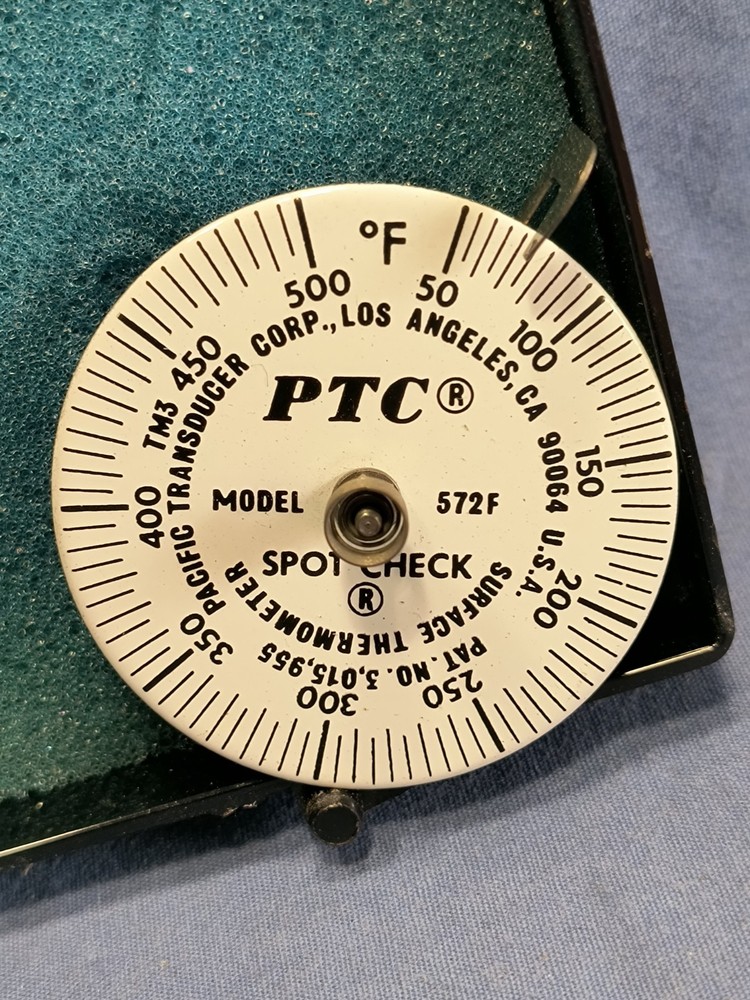 °F
50
100
150
200
250
300
350
400
450
500
TM3
PACIFIC TRANSDUCER CORP., LOS ANGELES, CA 90064 U.S.A.
PTC®
MODEL 572F
SPOT CHECK
®
SURFACE THERMOMETER
PAT. NO. 3,015,955